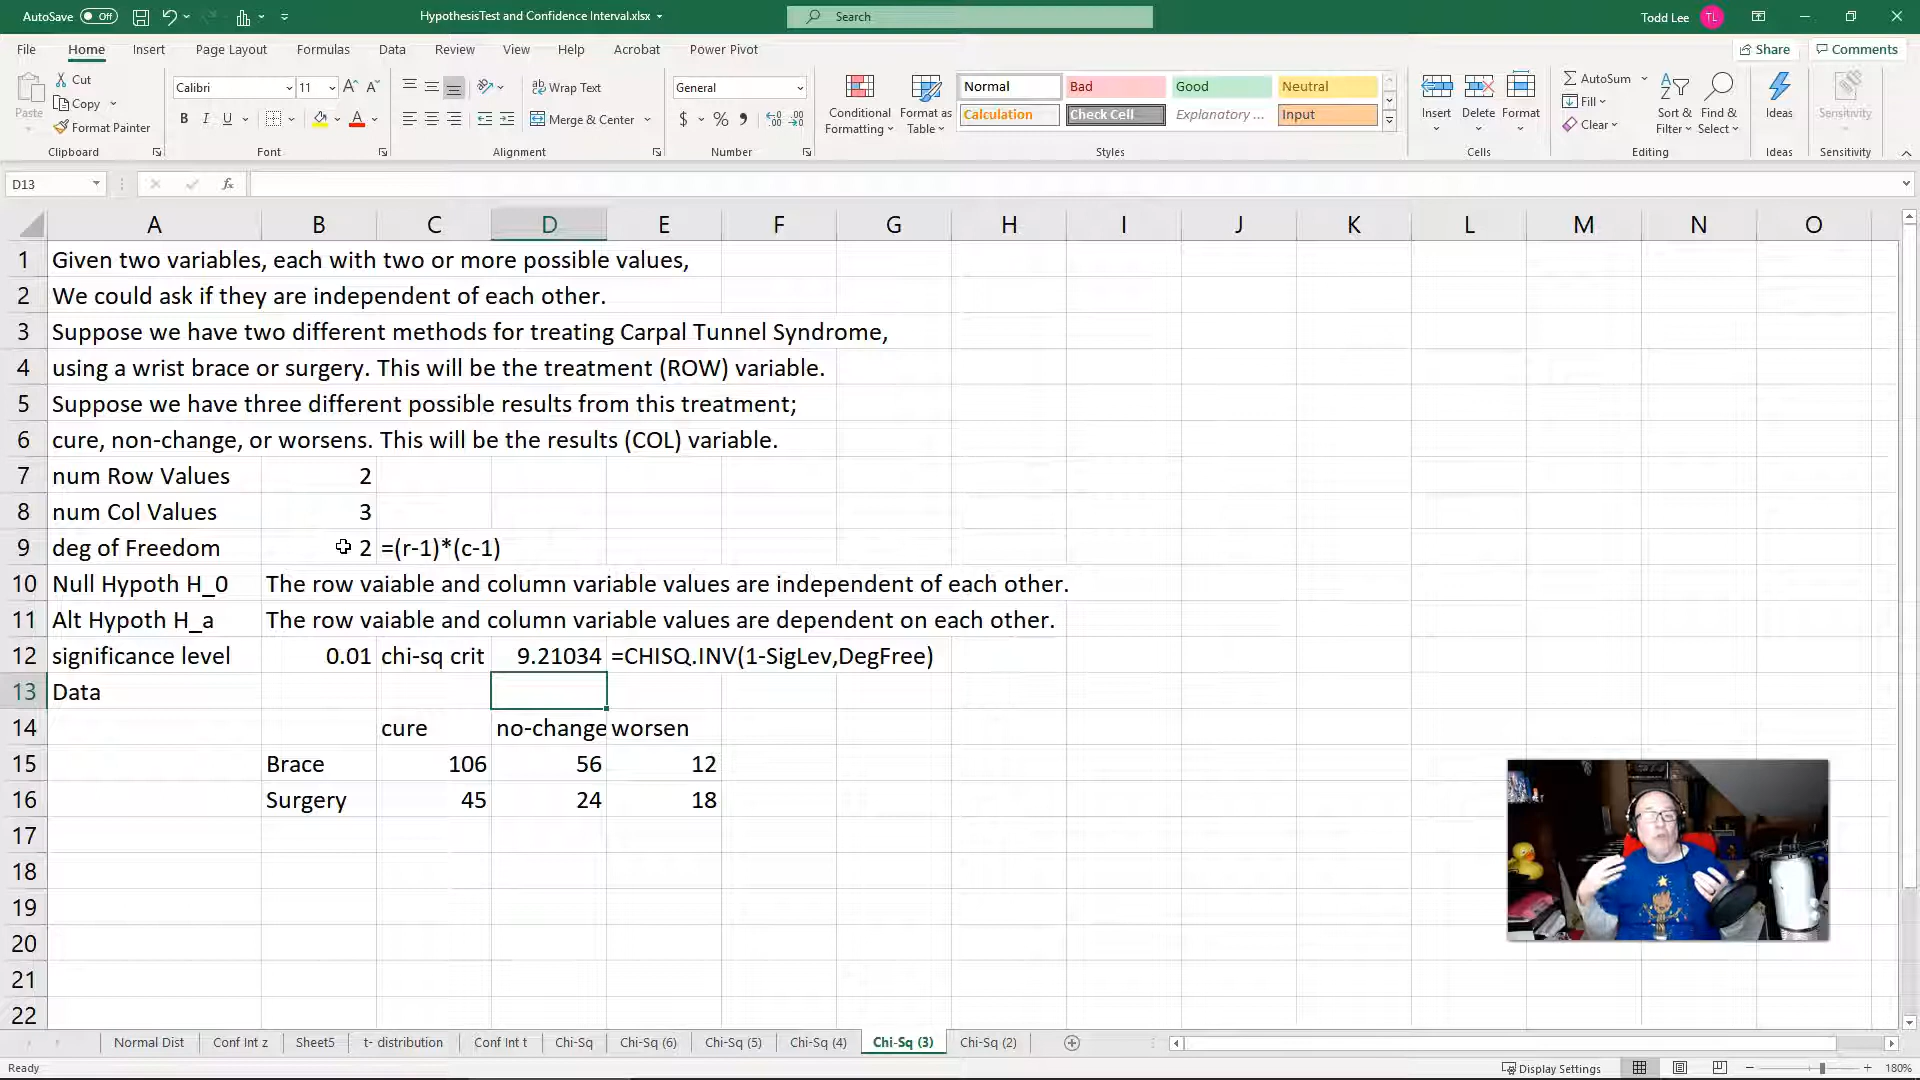 AutoSave Off
HypothesisTest and Confidence Interval.xlsx
Search
Todd Lee TL
File Home Insert Page Layout Formulas Data Review View Help Acrobat Power Pivot
Share Comments
Paste
Cut
Copy
Format Painter
Clipboard
Calibri 11
B I U
Font
Wrap Text
Merge & Center
Alignment
General
$ % ,
Number
Conditional Formatting
Format as Table
Normal Bad Good Neutral
Calculation Check Cell Explanatory ... Input
Styles
Insert Delete Format
Cells
AutoSum
Fill
Clear
Sort & Filter
Find & Select
Editing
Ideas
Ideas
Sensitivity
Sensitivity
D13 fx
A B C D E F G H I J K L M N O
1 Given two variables, each with two or more possible values,
2 We could ask if they are independent of each other.
3 Suppose we have two different methods for treating Carpal Tunnel Syndrome,
4 using a wrist brace or surgery. This will be the treatment (ROW) variable.
5 Suppose we have three different possible results from this treatment;
6 cure, non-change, or worsens. This will be the results (COL) variable.
7 num Row Values 2
8 num Col Values 3
9 deg of Freedom 2 =(r-1)*(c-1)
10 Null Hypoth H_0 The row vaiable and column variable values are independent of each other.
11 Alt Hypoth H_a The row vaiable and column variable values are dependent on each other.
12 significance level 0.01 chi-sq crit 9.21034 =CHISQ.INV(1-SigLev,DegFree)
13 Data
14 cure no-change worsen
15 Brace 106 56 12
16 Surgery 45 24 18
17
18
19
20
21
22
Normal Dist Conf Int z Sheet5 t- distribution Conf Int t Chi-Sq Chi-Sq (6) Chi-Sq (5) Chi-Sq (4) Chi-Sq (3) Chi-Sq (2)
Ready
Display Settings
180%